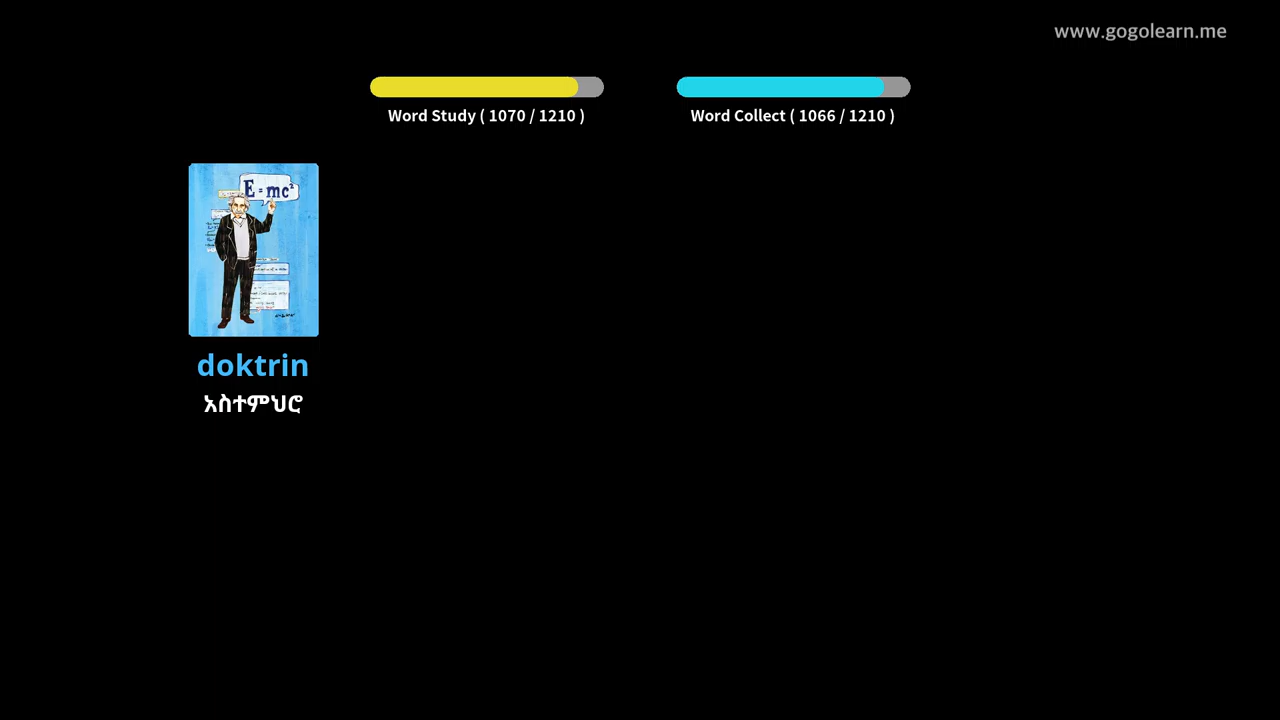 www.gogolearn.me
Word Study ( 1070 / 1210 )
Word Collect ( 1066 / 1210 )
E=mc²
doktrin
አስተምህሮ